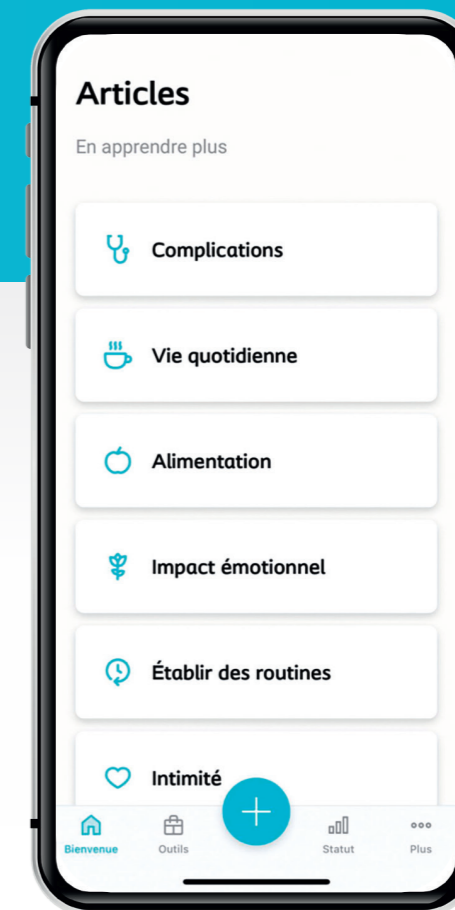 Articles
En apprendre plus
Complications
Vie quotidienne
Alimentation
Impact émotionnel
Établir des routines
Intimité
Bienvenue
Outils
Statut
Plus